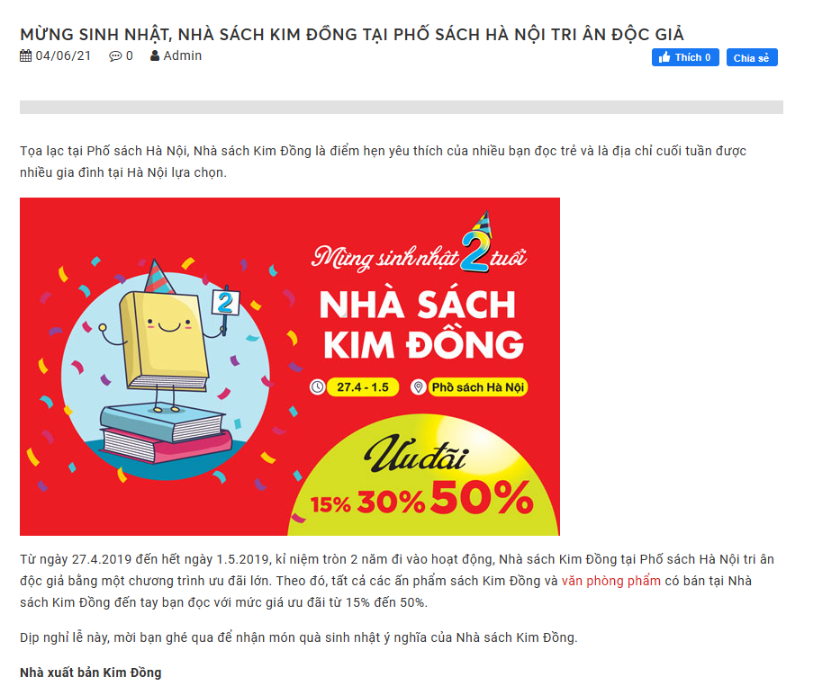 MỪNG SINH NHẬT, NHÀ SÁCH KIM ĐỒNG TẠI PHỐ SÁCH HÀ NỘI TRI ÂN ĐỘC GIẢ
04/06/21 0 Admin
Thích 0 Chia sẻ
Tọa lạc tại Phố sách Hà Nội, Nhà sách Kim Đồng là điểm hẹn yêu thích của nhiều bạn đọc trẻ và là địa chỉ cuối tuần được
nhiều gia đình tại Hà Nội lựa chọn.
Mừng sinh nhật 2 tuổi
2
NHÀ SÁCH
KIM ĐỒNG
27.4 - 1.5 Phố sách Hà Nội
Ưu đãi
15% 30% 50%
Từ ngày 27.4.2019 đến hết ngày 1.5.2019, kỉ niệm tròn 2 năm đi vào hoạt động, Nhà sách Kim Đồng tại Phố sách Hà Nội tri ân
độc giả bằng một chương trình ưu đãi lớn. Theo đó, tất cả các ấn phẩm sách Kim Đồng và văn phòng phẩm có bán tại Nhà
sách Kim Đồng đến tay bạn đọc với mức giá ưu đãi từ 15% đến 50%.
Dịp nghỉ lễ này, mời bạn ghé qua để nhận món quà sinh nhật ý nghĩa của Nhà sách Kim Đồng.
Nhà xuất bản Kim Đồng